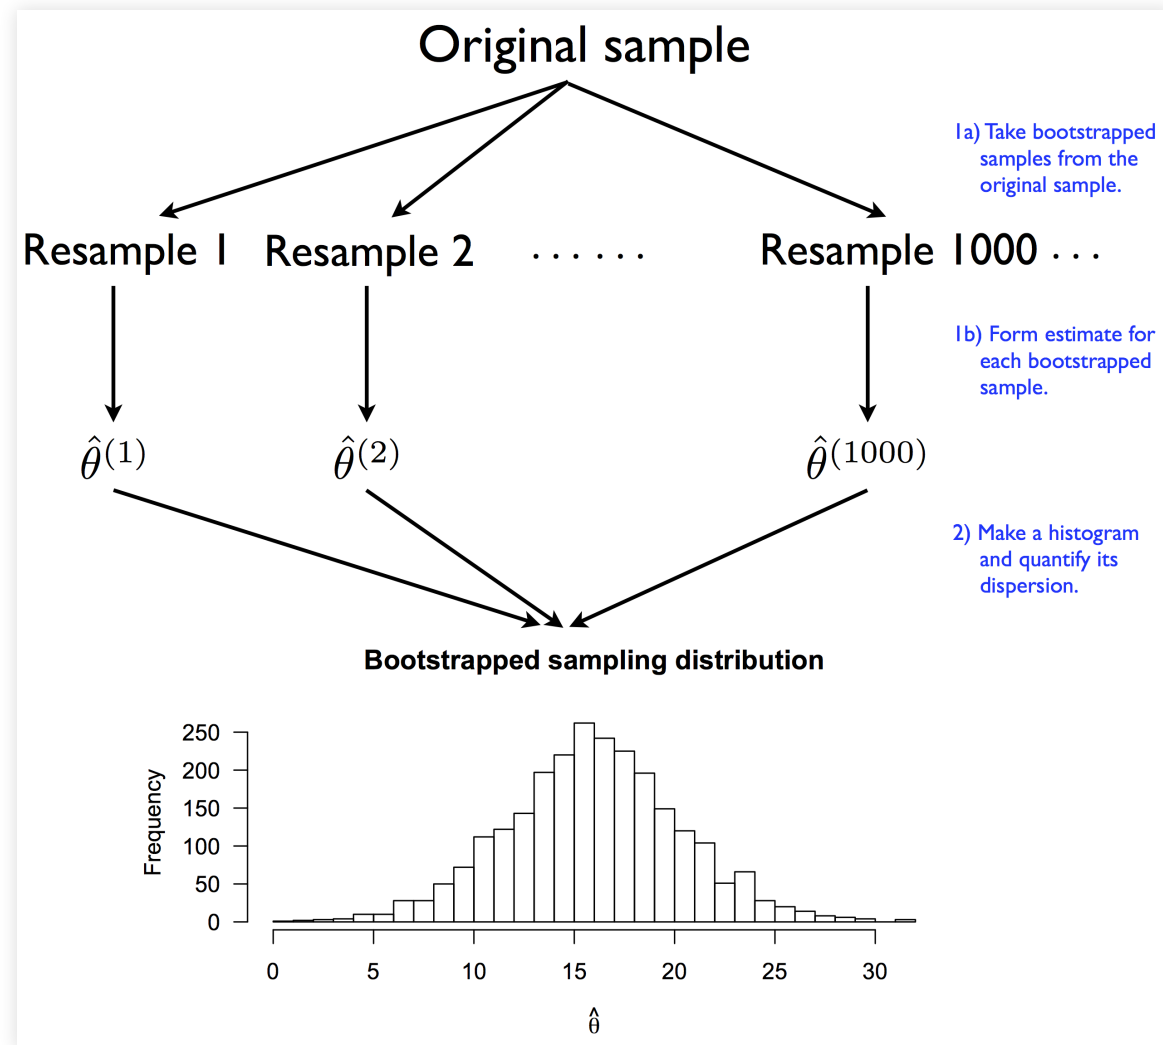 Original sample
1a) Take bootstrapped
samples from the
original sample.
Resample 1 Resample 2 . . . . . . Resample 1000 . . .
1b) Form estimate for
each bootstrapped
sample.
θ̂^(1) θ̂^(2) θ̂^(1000)
2) Make a histogram
and quantify its
dispersion.
Bootstrapped sampling distribution
Frequency
250
200
150
100
50
0
0 5 10 15 20 25 30
θ̂